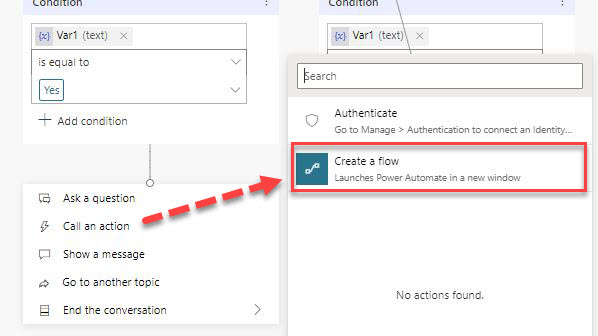 Condition
{x} Var1 (text) ×
is equal to
Yes
+ Add condition
Ask a question
Call an action
Show a message
Go to another topic
End the conversation
Condition
{x} Var1 (text) ×
Search
Authenticate
Go to Manage > Authentication to connect an Identity...
Create a flow
Launches Power Automate in a new window
No actions found.